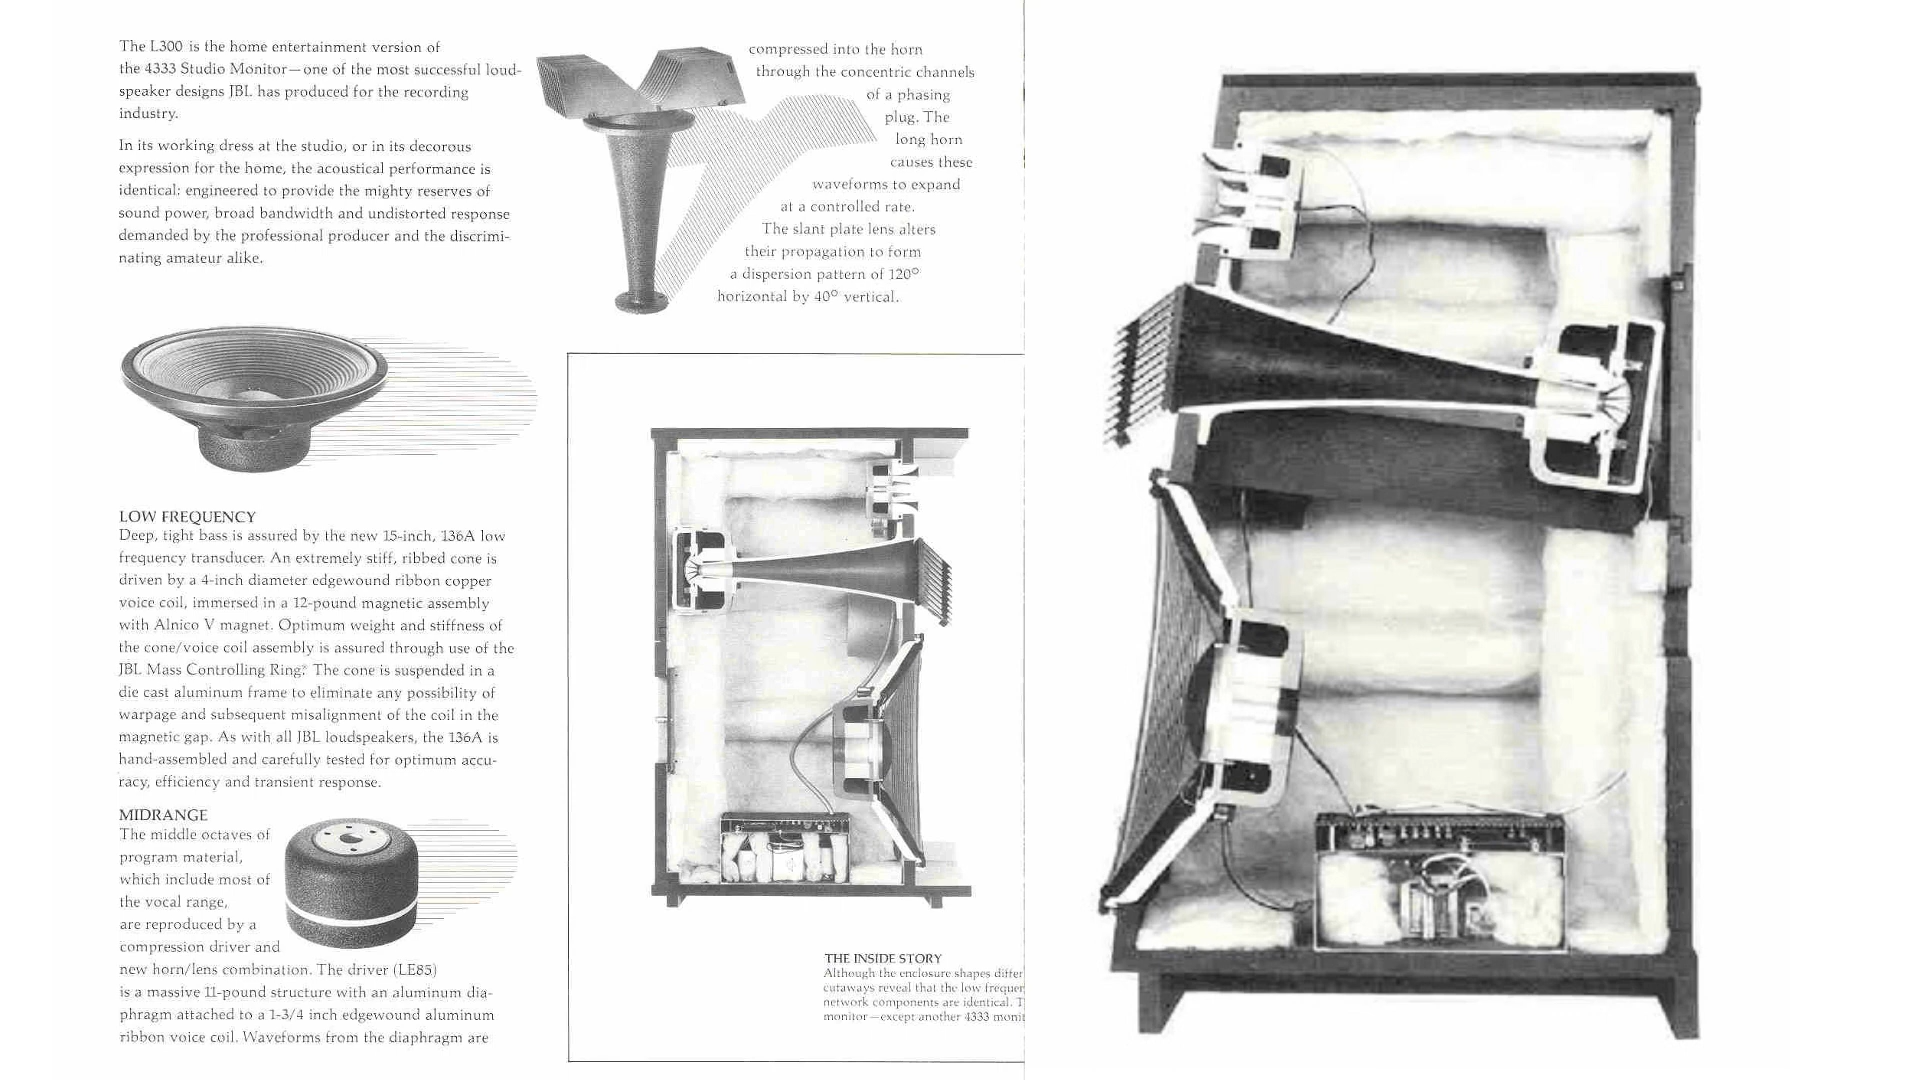 The L300 is the home entertainment version of
the 4333 Studio Monitor—one of the most successful loud-
speaker designs JBL has produced for the recording
industry.
In its working dress at the studio, or in its decorous
expression for the home, the acoustical performance is
identical: engineered to provide the mighty reserves of
sound power, broad bandwidth and undistorted response
demanded by the professional producer and the discrimi-
nating amateur alike.
LOW FREQUENCY
Deep, tight bass is assured by the new 15-inch, 136A low
frequency transducer. An extremely stiff, ribbed cone is
driven by a 4-inch diameter edgewound ribbon copper
voice coil, immersed in a 12-pound magnetic assembly
with Alnico V magnet. Optimum weight and stiffness of
the cone/voice coil assembly is assured through use of the
JBL Mass Controlling Ring. The cone is suspended in a
die cast aluminum frame to eliminate any possibility of
warpage and subsequent misalignment of the coil in the
magnetic gap. As with all JBL loudspeakers, the 136A is
hand-assembled and carefully tested for optimum accu-
racy, efficiency and transient response.
MIDRANGE
The middle octaves of
program material,
which include most of
the vocal range,
are reproduced by a
compression driver and
new horn/lens combination. The driver (LE85)
is a massive 11-pound structure with an aluminum dia-
phragm attached to a 1-3/4 inch edgewound aluminum
ribbon voice coil. Waveforms from the diaphragm are
compressed into the horn
through the concentric channels
of a phasing
plug. The
long horn
causes these
waveforms to expand
at a controlled rate.
The slant plate lens alters
their propagation to form
a dispersion pattern of 120°
horizontal by 40° vertical.
THE INSIDE STORY
Although the enclosure shapes differ
cutaways reveal that the low frequen
network components are identical. T
monitor—except another 4333 monit